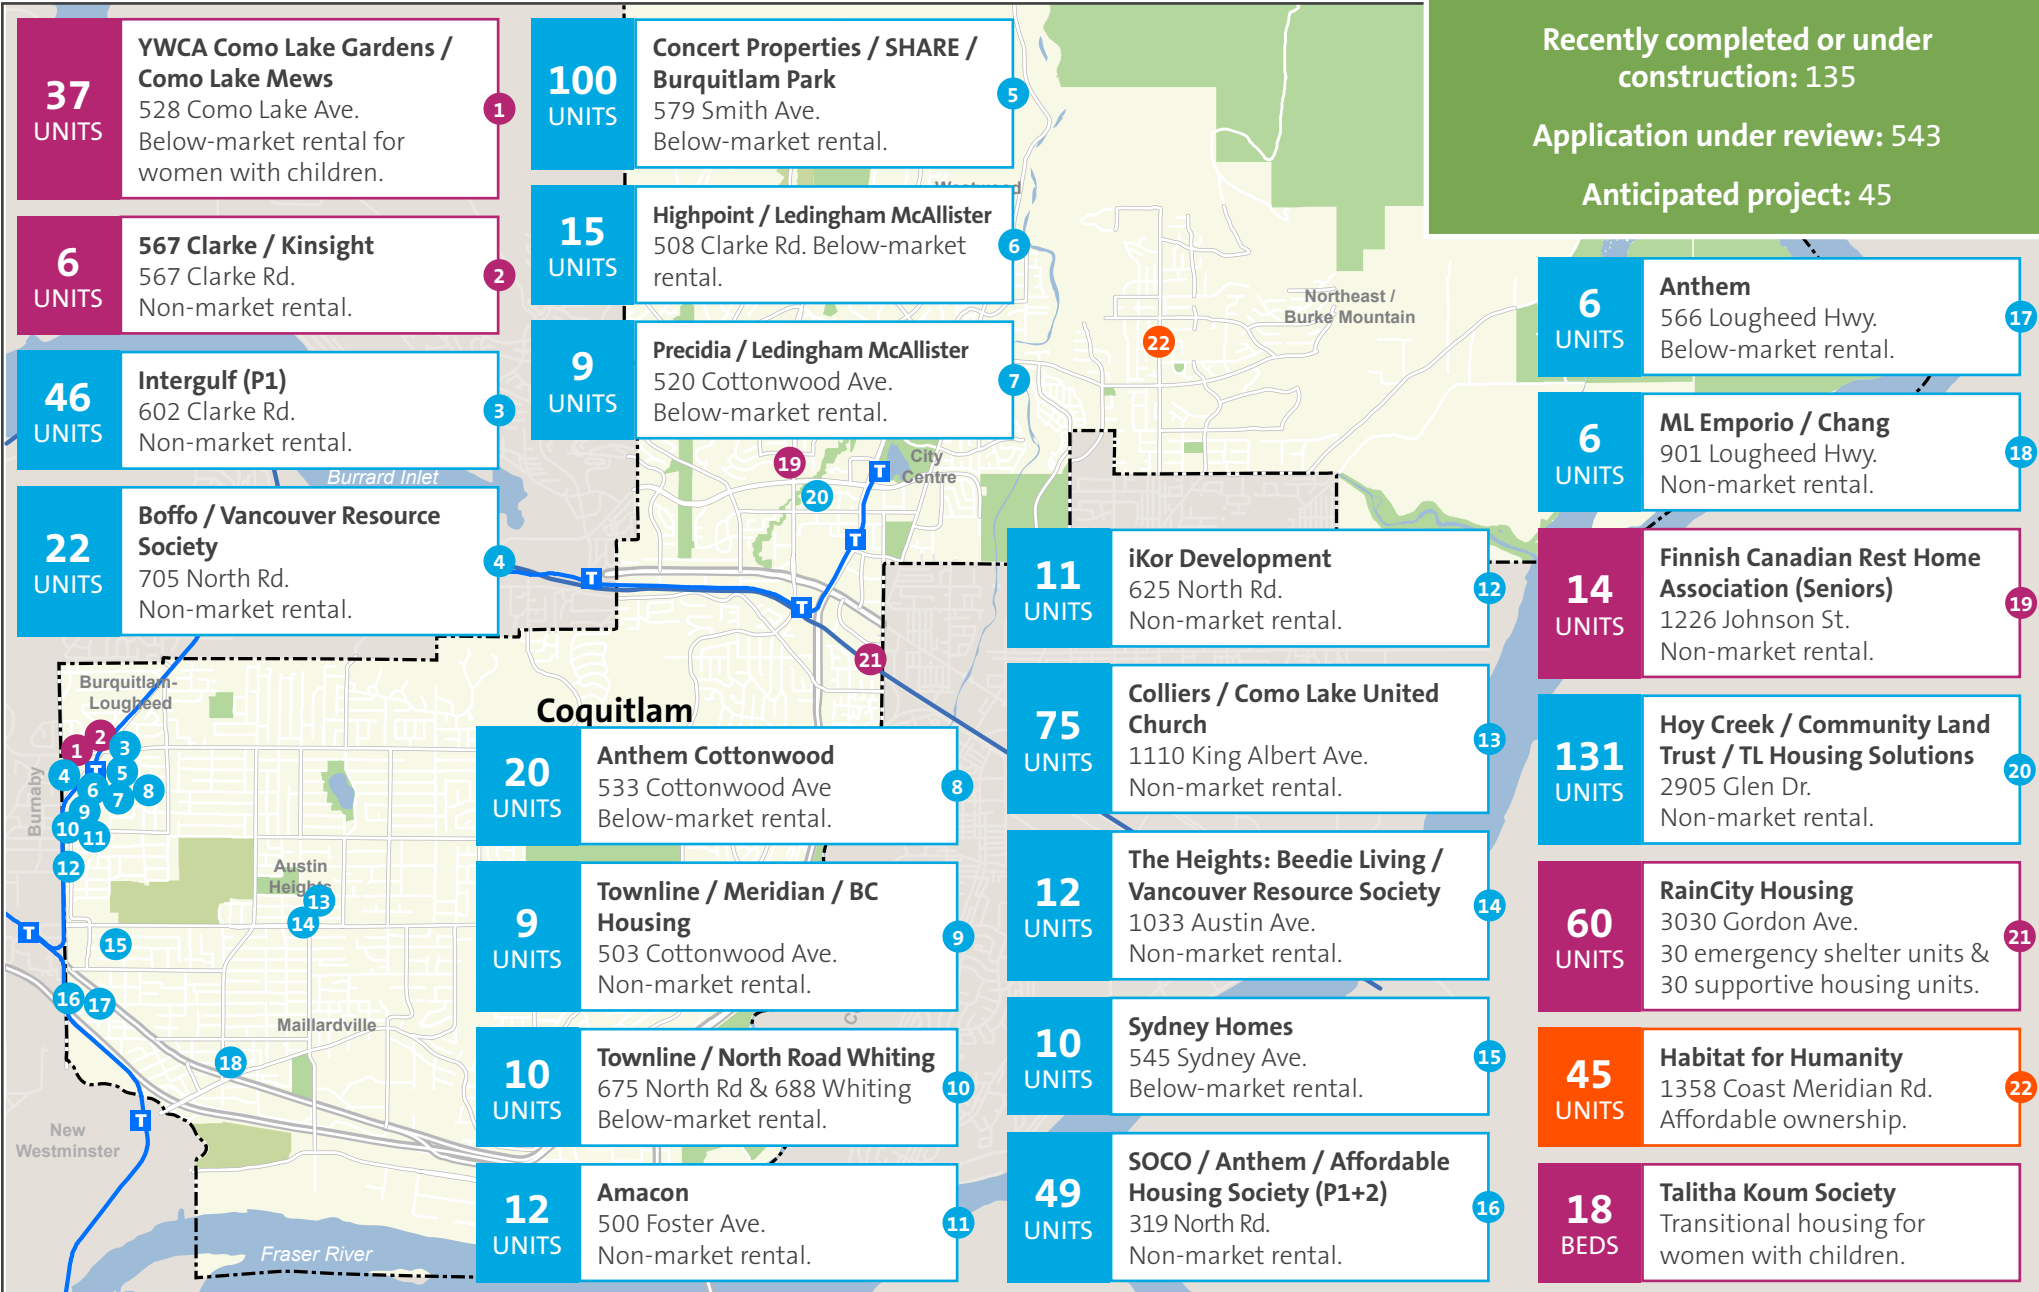 37
UNITS
YWCA Como Lake Gardens /
Como Lake Mews
528 Como Lake Ave.
Below-market rental for
women with children.
1
6
UNITS
567 Clarke / Kinsight
567 Clarke Rd.
Non-market rental.
2
46
UNITS
Intergulf (P1)
602 Clarke Rd.
Non-market rental.
3
22
UNITS
Boffo / Vancouver Resource
Society
705 North Rd.
Non-market rental.
4
100
UNITS
Concert Properties / SHARE /
Burquitlam Park
579 Smith Ave.
Below-market rental.
5
15
UNITS
Highpoint / Ledingham McAllister
508 Clarke Rd. Below-market
rental.
6
9
UNITS
Precidia / Ledingham McAllister
520 Cottonwood Ave.
Below-market rental.
7
20
UNITS
Anthem Cottonwood
533 Cottonwood Ave
Below-market rental.
8
9
UNITS
Townline / Meridian / BC
Housing
503 Cottonwood Ave.
Non-market rental.
9
10
UNITS
Townline / North Road Whiting
675 North Rd & 688 Whiting
Below-market rental.
10
12
UNITS
Amacon
500 Foster Ave.
Non-market rental.
11
11
UNITS
iKor Development
625 North Rd.
Non-market rental.
12
75
UNITS
Colliers / Como Lake United
Church
1110 King Albert Ave.
Non-market rental.
13
12
UNITS
The Heights: Beedie Living /
Vancouver Resource Society
1033 Austin Ave.
Non-market rental.
14
10
UNITS
Sydney Homes
545 Sydney Ave.
Below-market rental.
15
49
UNITS
SOCO / Anthem / Affordable
Housing Society (P1+2)
319 North Rd.
Non-market rental.
16
Recently completed or under
construction: 135
Application under review: 543
Anticipated project: 45
6
UNITS
Anthem
566 Lougheed Hwy.
Below-market rental.
17
6
UNITS
ML Emporio / Chang
901 Lougheed Hwy.
Non-market rental.
18
14
UNITS
Finnish Canadian Rest Home
Association (Seniors)
1226 Johnson St.
Non-market rental.
19
131
UNITS
Hoy Creek / Community Land
Trust / TL Housing Solutions
2905 Glen Dr.
Non-market rental.
20
60
UNITS
RainCity Housing
3030 Gordon Ave.
30 emergency shelter units &
30 supportive housing units.
21
45
UNITS
Habitat for Humanity
1358 Coast Meridian Rd.
Affordable ownership.
22
18
BEDS
Talitha Koum Society
Transitional housing for
women with children.
Westwood
Northeast /
Burke Mountain
22
Burrard Inlet
19
20
T
City
Centre
T
T
T
21
Burquitlam-
Lougheed
Coquitlam
1
2
3
4
T
5
6
7
8
9
10
11
12
Burnaby
Austin
Heights
13
14
T
15
16
17
Maillardville
18
T
New
Westminster
Fraser River